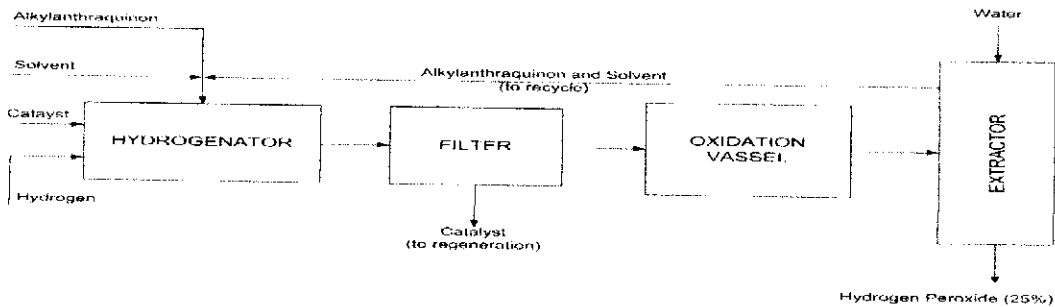 Alkylanthraquinon
Water
Solvent
Alkylanthraquinon and Solvent
(to recycle)
Catayst
HYDROGENATOR
FILTER
OXIDATION
VASSEL
EXTRACTOR
Hydrogen
Catalyst
(to regeneration)
Hydrogen Peroxide (25%)